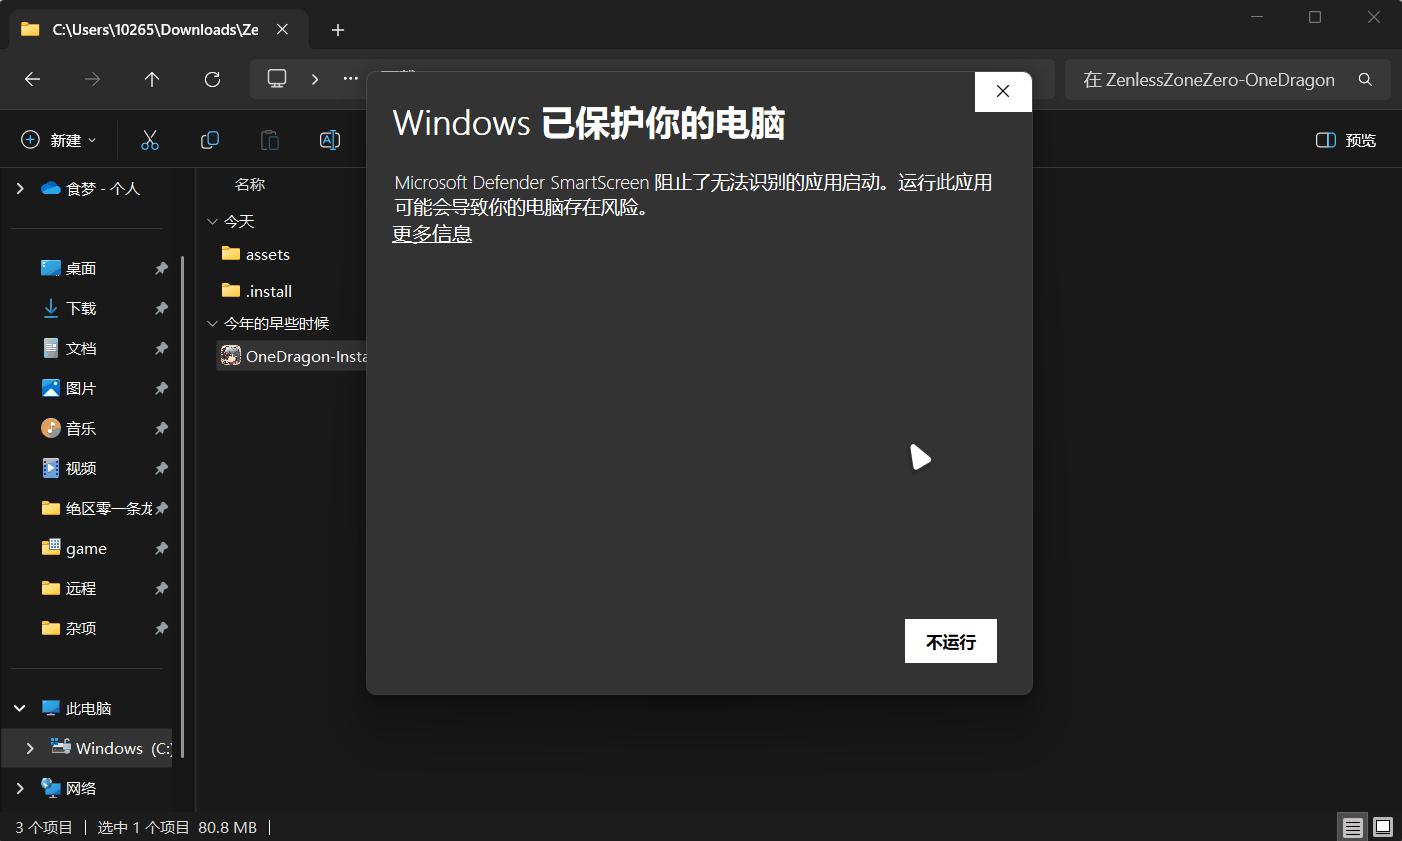 C:\Users\10265\Downloads\Ze
在 ZenlessZoneZero-OneDragon
新建
预览
食梦 - 个人
桌面
下载
文档
图片
音乐
视频
绝区零一条龙
game
远程
杂项
此电脑
Windows (C:)
网络
名称
今天
assets
.install
今年的早些时候
OneDragon-Insta
Windows 已保护你的电脑
Microsoft Defender SmartScreen 阻止了无法识别的应用启动。运行此应用
可能会导致你的电脑存在风险。
更多信息
不运行
3 个项目
选中 1 个项目 80.8 MB